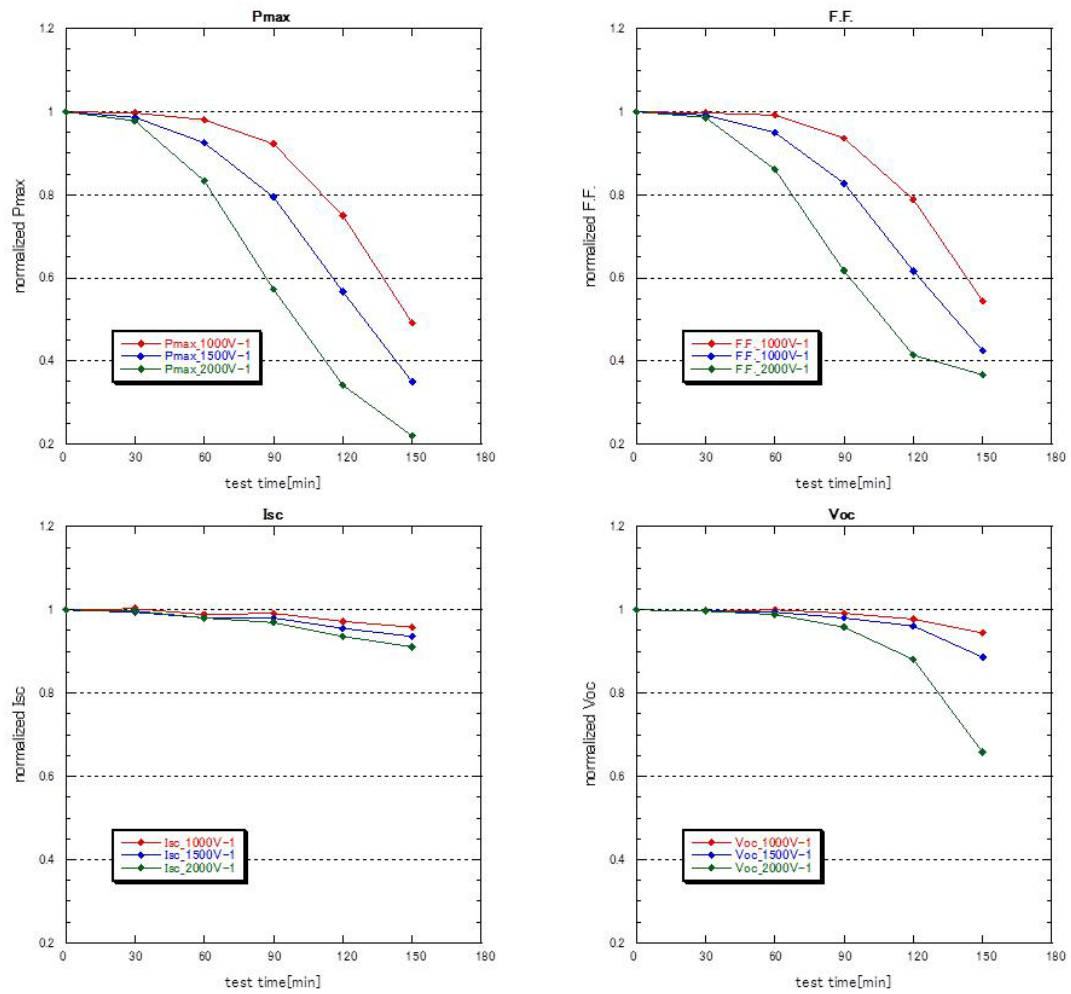 Pmax
1.2
1
0.8
0.6
0.4
0.2
normalized Pmax
Pmax_1000V-1
Pmax_1500V-1
Pmax_2000V-1
0 30 60 90 120 150 180
test time[min]
F.F.
1.2
1
0.8
0.6
0.4
0.2
normalized F.F.
F.F._1000V-1
F.F._1000V-1
F.F._2000V-1
0 30 60 90 120 150 180
test time[min]
Isc
1.2
1
0.8
0.6
0.4
0.2
normalized Isc
Isc_1000V-1
Isc_1500V-1
Isc_2000V-1
0 30 60 90 120 150 180
test time[min]
Voc
1.2
1
0.8
0.6
0.4
0.2
normalized Voc
Voc_1000V-1
Voc_1500V-1
Voc_2000V-1
0 30 60 90 120 150 180
test time[min]